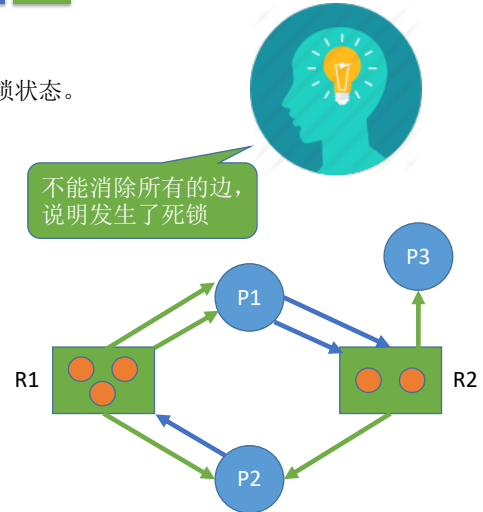 锁状态。
不能消除所有的边，
说明发生了死锁
P3
P1
R1
R2
P2